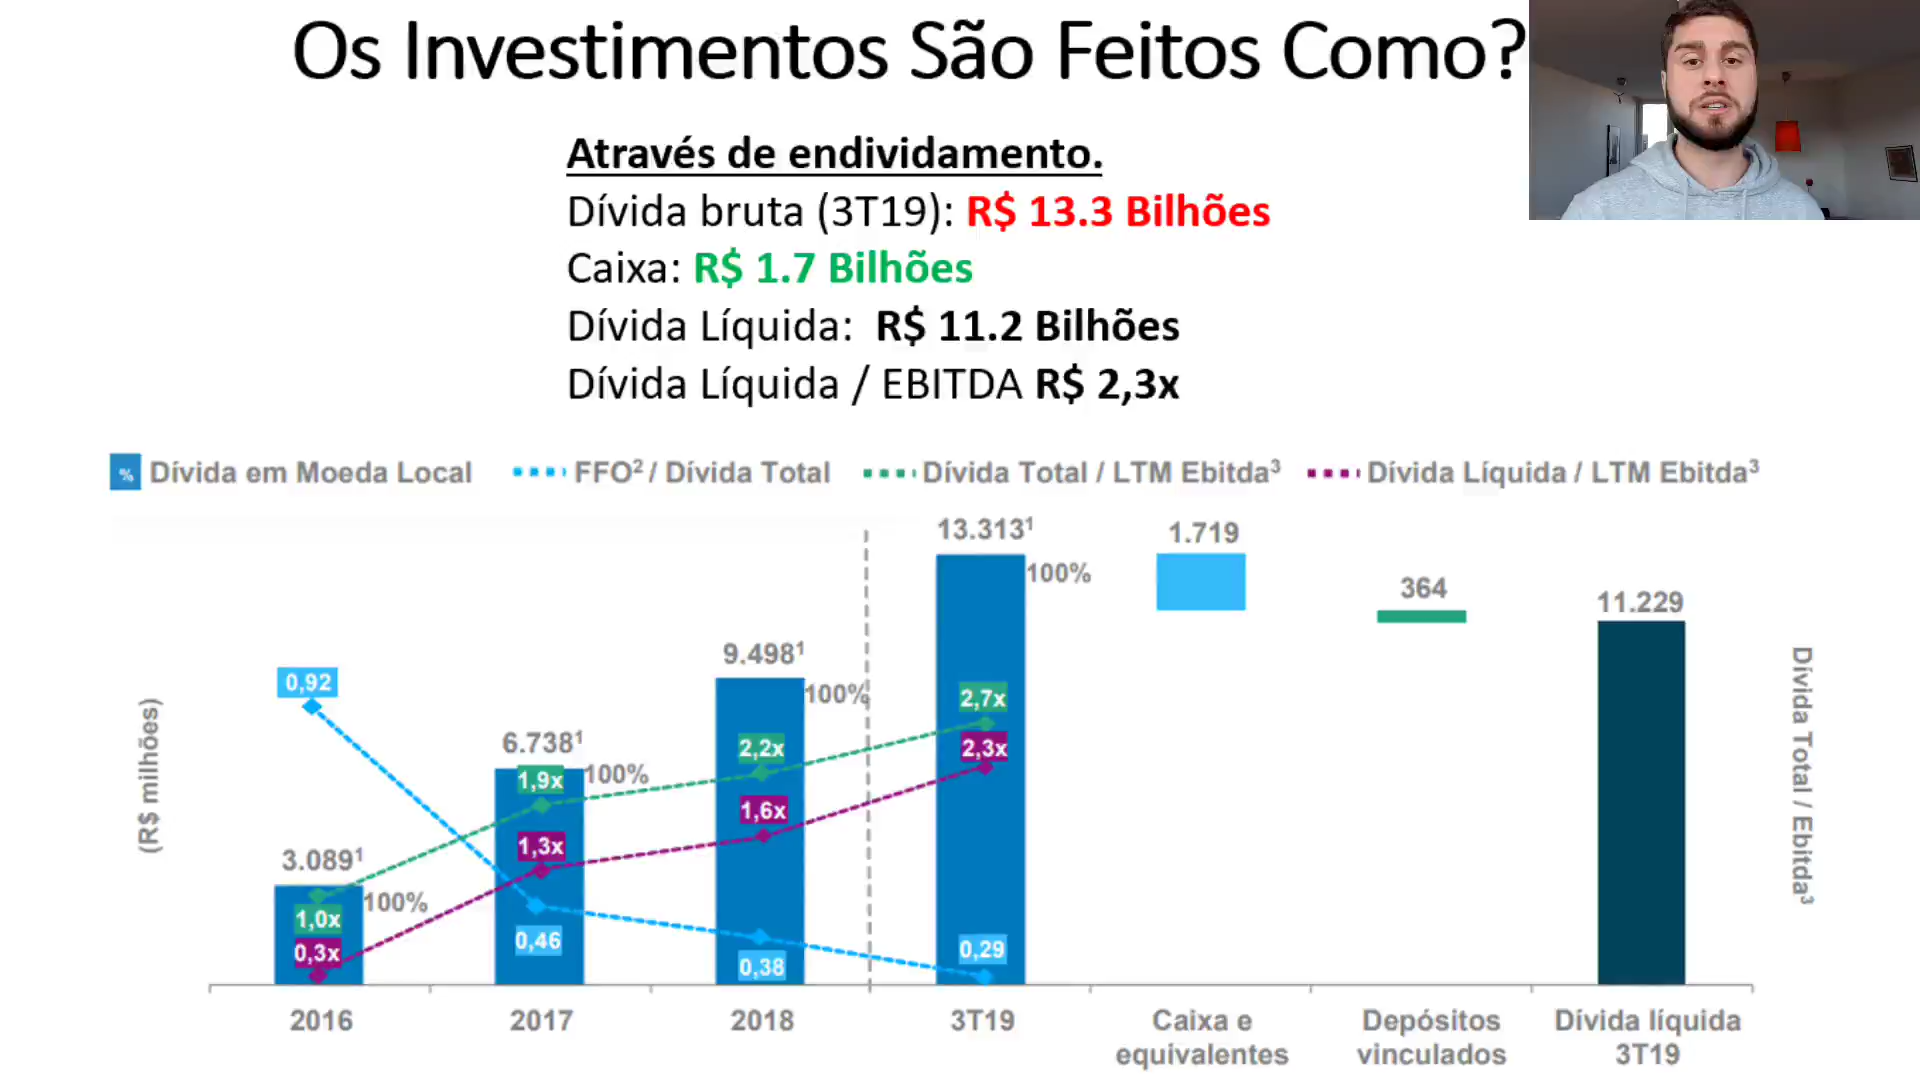 Os Investimentos São Feitos Como?
Através de endividamento.
Dívida bruta (3T19): R$ 13.3 Bilhões
Caixa: R$ 1.7 Bilhões
Dívida Líquida: R$ 11.2 Bilhões
Dívida Líquida / EBITDA R$ 2,3x
% Dívida em Moeda Local FFO² / Dívida Total Dívida Total / LTM Ebitda³ Dívida Líquida / LTM Ebitda³
(R$ milhões)
3.089¹
100%
1,0x
0,3x
0,92
6.738¹
100%
1,9x
1,3x
0,46
9.498¹
100%
2,2x
1,6x
0,38
13.313¹
100%
2,7x
2,3x
0,29
1.719
364
11.229
Dívida Total / Ebitda³
2016 2017 2018 3T19 Caixa e Depósitos Dívida líquida
equivalentes vinculados 3T19